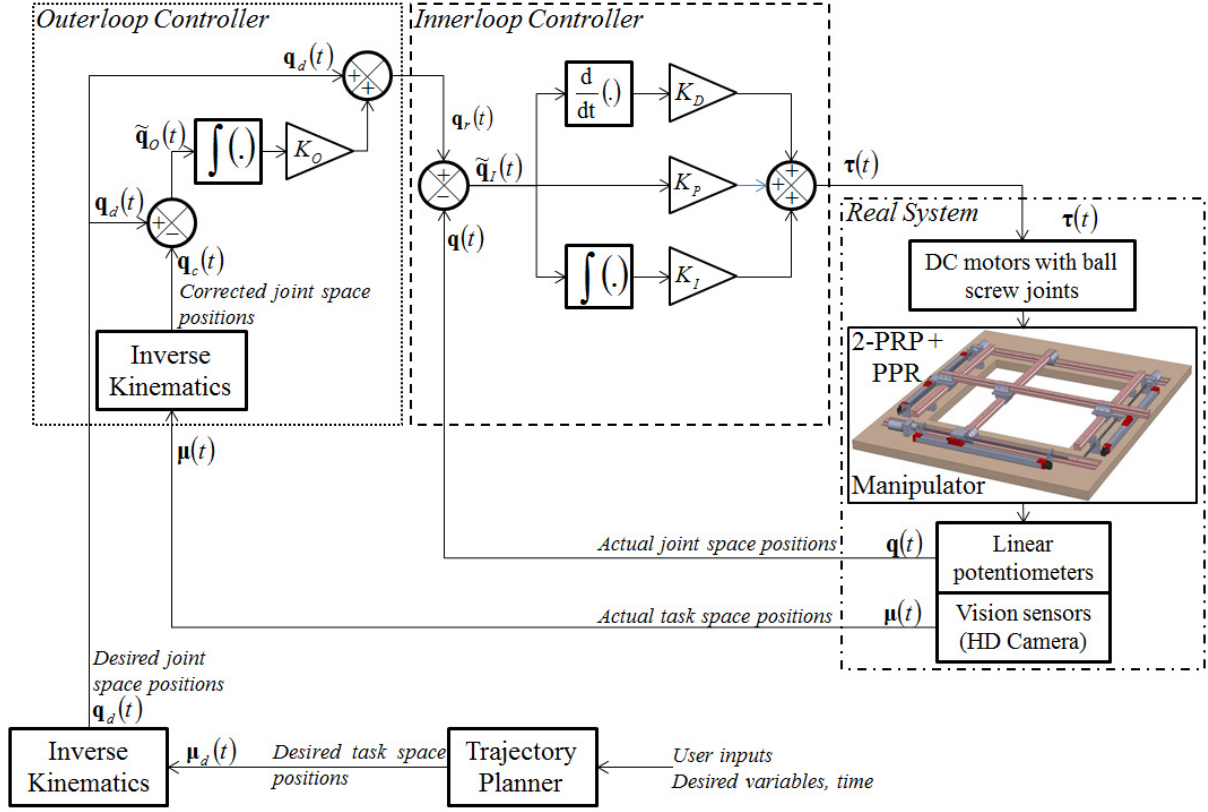 Outerloop Controller
q_d(t)
+
+
q̃_O(t)
∫(.)
K_O
q_d(t)
+
−
q_c(t)
Corrected joint space
positions
Inverse
Kinematics
μ(t)
Innerloop Controller
d
dt
(.)
K_D
q_r(t)
+
−
q̃_I(t)
K_P
+
+
+
q(t)
∫(.)
K_I
τ(t)
Real System
τ(t)
DC motors with ball
screw joints
2-PRP +
PPR
Manipulator
Actual joint space positions
q(t)
Linear
potentiometers
Actual task space positions
μ(t)
Vision sensors
(HD Camera)
Desired joint
space positions
q_d(t)
Inverse
Kinematics
μ_d(t)
Desired task space
positions
Trajectory
Planner
User inputs
Desired variables, time